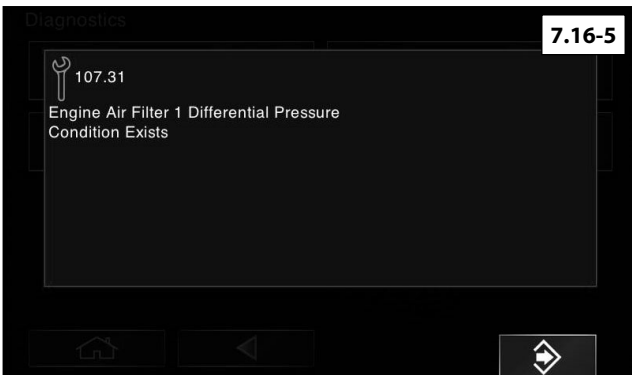 Diagnostics
7.16-5
107.31
Engine Air Filter 1 Differential Pressure
Condition Exists